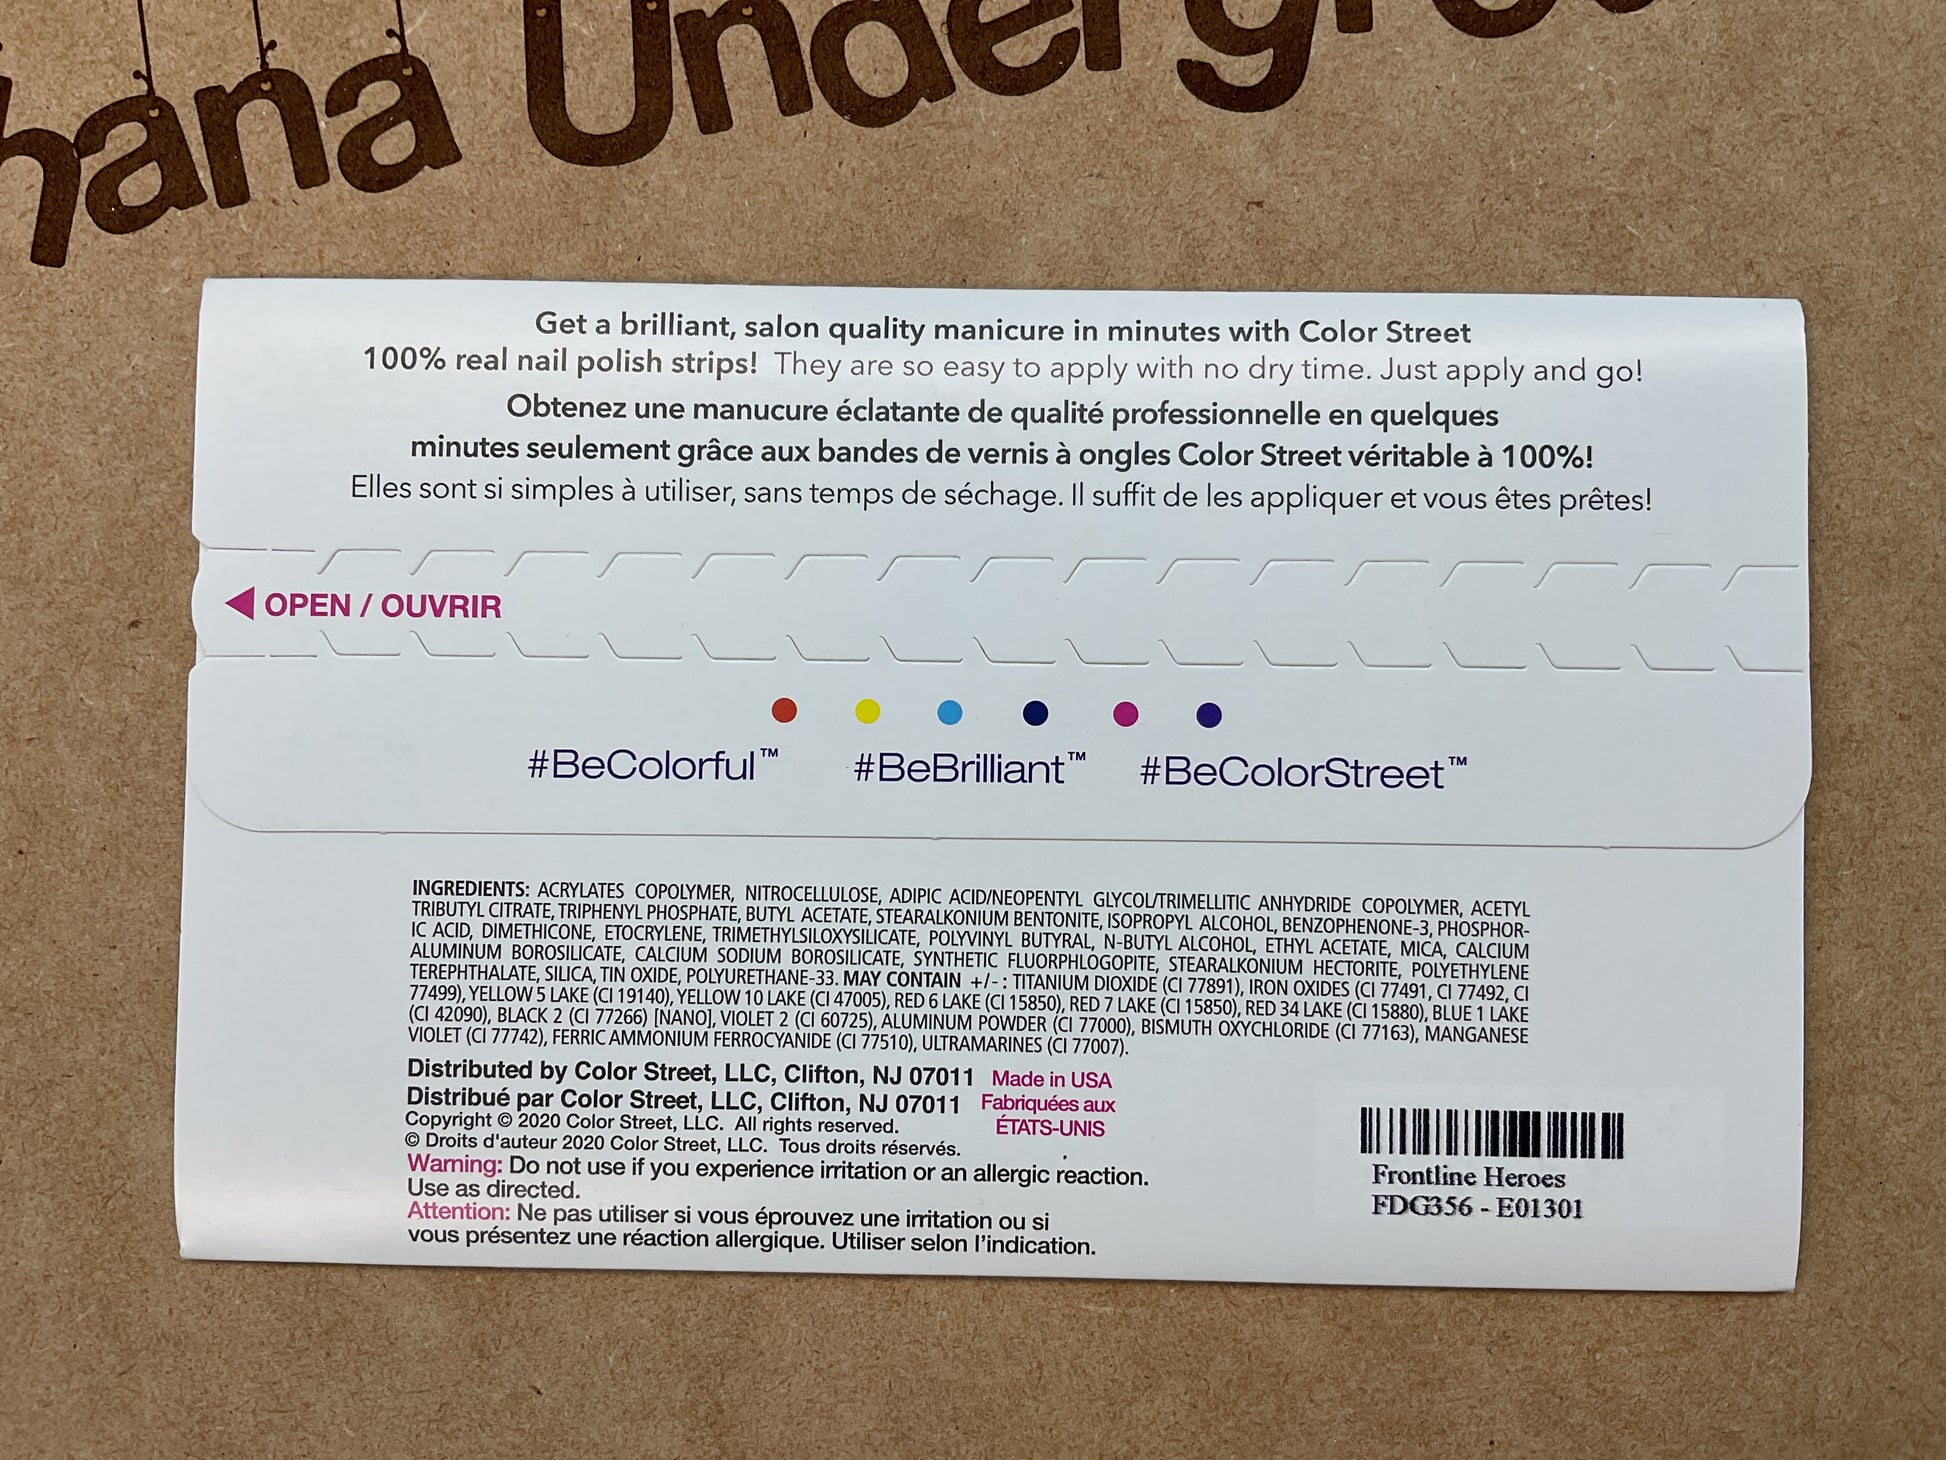 hana Undergro
Get a brilliant, salon quality manicure in minutes with Color Street
100% real nail polish strips! They are so easy to apply with no dry time. Just apply and go!
Obtenez une manucure éclatante de qualité professionnelle en quelques
minutes seulement grâce aux bandes de vernis à ongles Color Street véritable à 100%!
Elles sont si simples à utiliser, sans temps de séchage. Il suffit de les appliquer et vous êtes prêtes!
OPEN / OUVRIR
#BeColorful™ #BeBrilliant™ #BeColorStreet™
INGREDIENTS: ACRYLATES COPOLYMER, NITROCELLULOSE, ADIPIC ACID/NEOPENTYL GLYCOL/TRIMELLITIC ANHYDRIDE COPOLYMER, ACETYL
TRIBUTYL CITRATE, TRIPHENYL PHOSPHATE, BUTYL ACETATE, STEARALKONIUM BENTONITE, ISOPROPYL ALCOHOL, BENZOPHENONE-3, PHOSPHOR-
IC ACID, DIMETHICONE, ETOCRYLENE, TRIMETHYLSILOXYSILICATE, POLYVINYL BUTYRAL, N-BUTYL ALCOHOL, ETHYL ACETATE, MICA, CALCIUM
ALUMINUM BOROSILICATE, CALCIUM SODIUM BOROSILICATE, SYNTHETIC FLUORPHLOGOPITE, STEARALKONIUM HECTORITE, POLYETHYLENE
TEREPHTHALATE, SILICA, TIN OXIDE, POLYURETHANE-33. MAY CONTAIN +/- : TITANIUM DIOXIDE (CI 77891), IRON OXIDES (CI 77491, CI 77492, CI
77499), YELLOW 5 LAKE (CI 19140), YELLOW 10 LAKE (CI 47005), RED 6 LAKE (CI 15850), RED 7 LAKE (CI 15850), RED 34 LAKE (CI 15880), BLUE 1 LAKE
(CI 42090), BLACK 2 (CI 77266) [NANO], VIOLET 2 (CI 60725), ALUMINUM POWDER (CI 77000), BISMUTH OXYCHLORIDE (CI 77163), MANGANESE
VIOLET (CI 77742), FERRIC AMMONIUM FERROCYANIDE (CI 77510), ULTRAMARINES (CI 77007).
Distributed by Color Street, LLC, Clifton, NJ 07011
Distribué par Color Street, LLC, Clifton, NJ 07011
Made in USA
Fabriquées aux
ÉTATS-UNIS
Copyright © 2020 Color Street, LLC. All rights reserved.
© Droits d'auteur 2020 Color Street, LLC. Tous droits réservés.
Warning: Do not use if you experience irritation or an allergic reaction.
Use as directed.
Attention: Ne pas utiliser si vous éprouvez une irritation ou si
vous présentez une réaction allergique. Utiliser selon l'indication.
Frontline Heroes
FDG356 - E01301